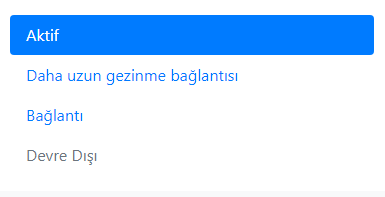 Aktif
Daha uzun gezinme bağlantısı
Bağlantı
Devre Dışı